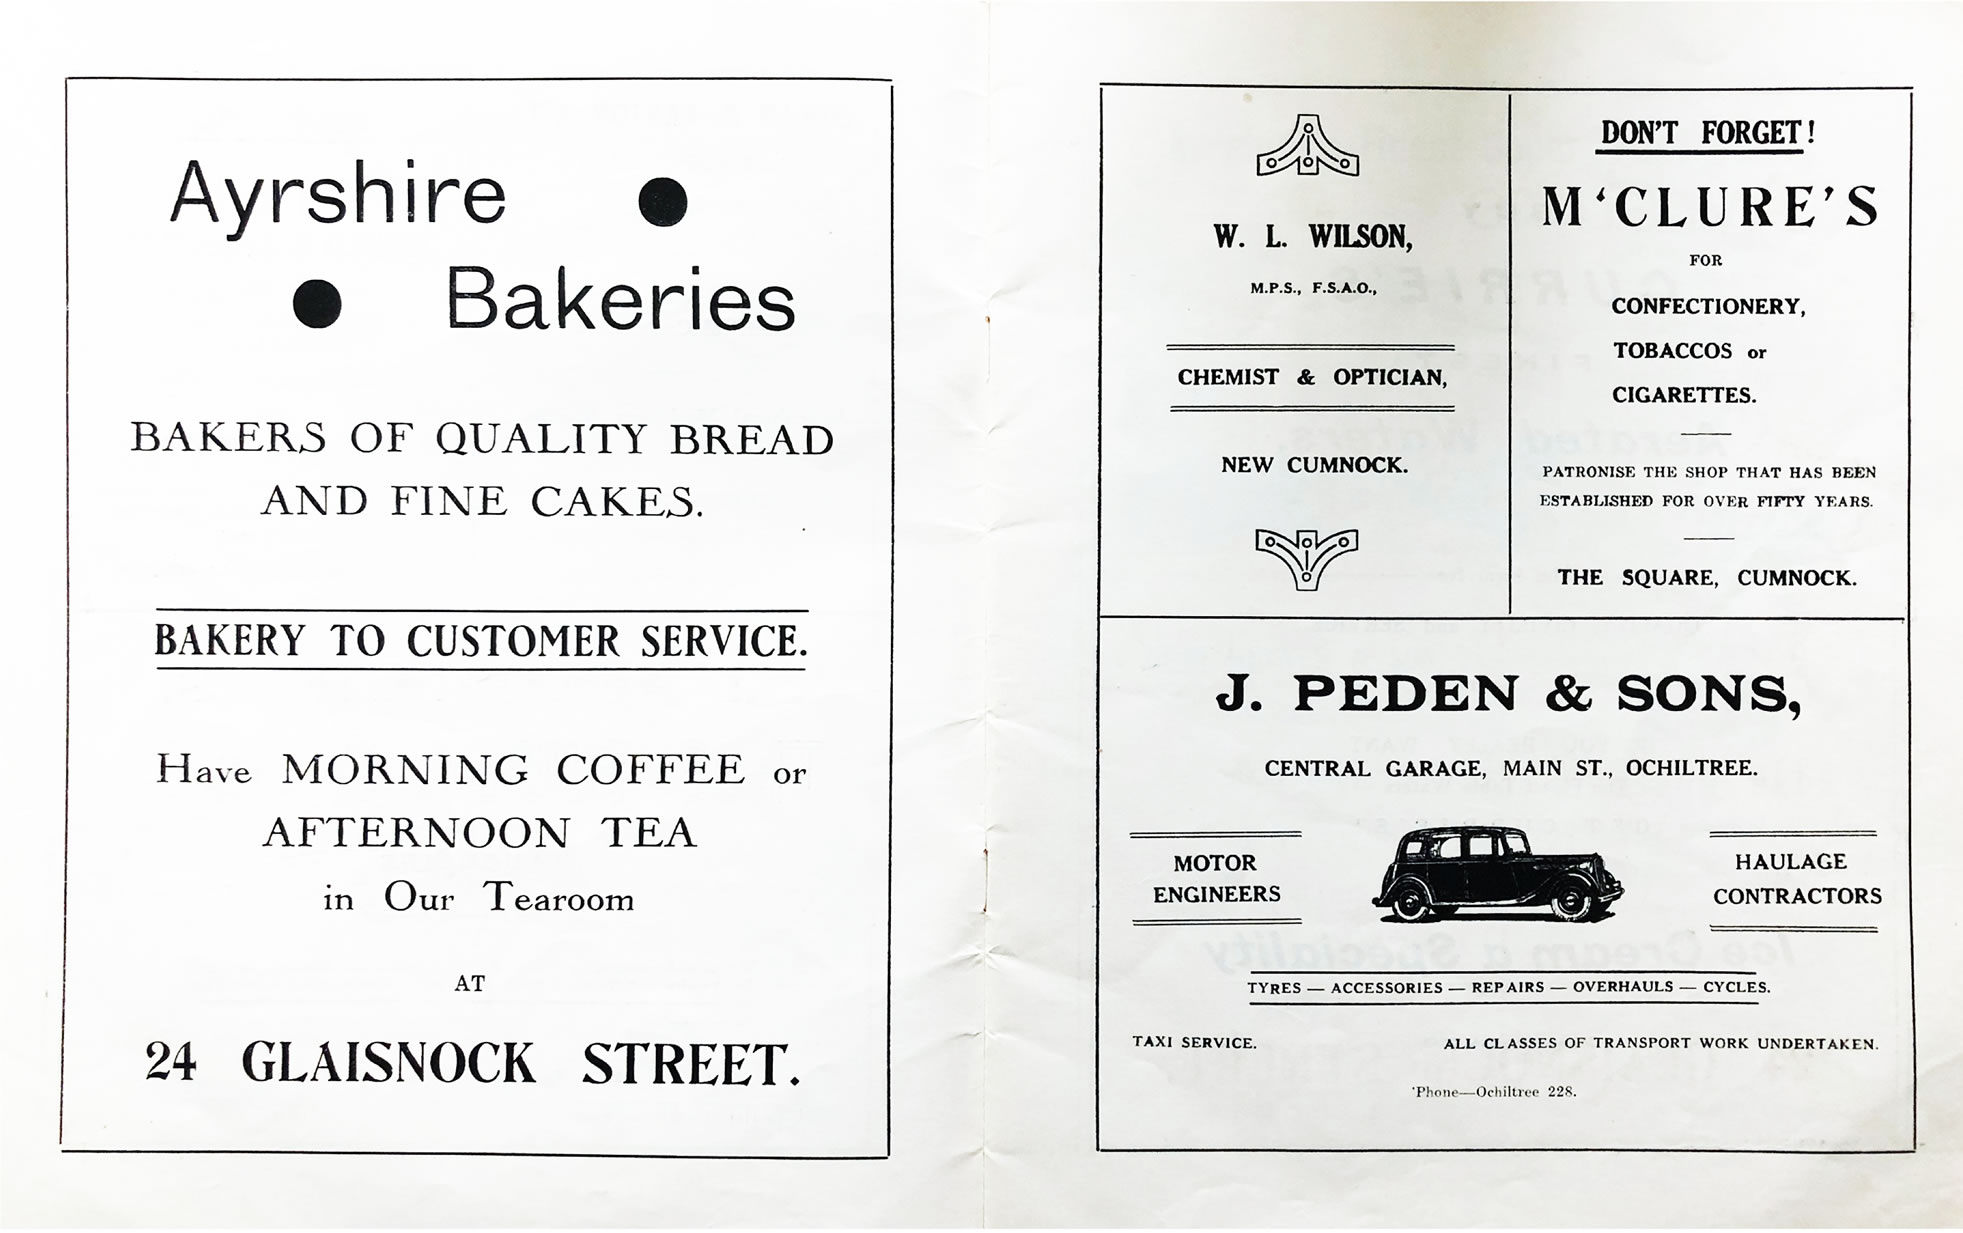 Ayrshire
Bakeries
BAKERS OF QUALITY BREAD
AND FINE CAKES.
BAKERY TO CUSTOMER SERVICE.
Have MORNING COFFEE or
AFTERNOON TEA
in Our Tearoom
AT
24 GLAISNOCK STREET.
W. L. WILSON,
M.P.S., F.S.A.O.,
CHEMIST & OPTICIAN,
NEW CUMNOCK.
DON'T FORGET!
M‘CLURE'S
FOR
CONFECTIONERY,
TOBACCOS or
CIGARETTES.
PATRONISE THE SHOP THAT HAS BEEN
ESTABLISHED FOR OVER FIFTY YEARS.
THE SQUARE, CUMNOCK.
J. PEDEN & SONS,
CENTRAL GARAGE, MAIN ST., OCHILTREE.
MOTOR
ENGINEERS
HAULAGE
CONTRACTORS
TYRES — ACCESSORIES — REPAIRS — OVERHAULS — CYCLES.
TAXI SERVICE. ALL CLASSES OF TRANSPORT WORK UNDERTAKEN.
'Phone—Ochiltree 228.